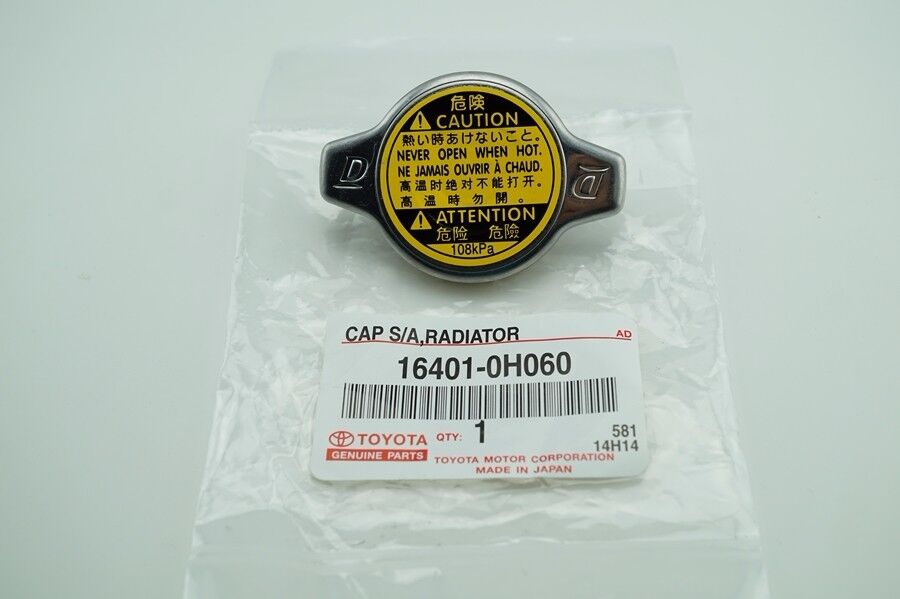 危険
CAUTION
熱い時あけないこと。
NEVER OPEN WHEN HOT.
NE JAMAIS OUVRIR À CHAUD.
高温时绝对不能打开。
高溫時勿開。
ATTENTION
危险 危險
108kPa
D D
CAP S/A,RADIATOR AD
16401-0H060
TOYOTA QTY: 1 581
GENUINE PARTS 14H14
TOYOTA MOTOR CORPORATION
MADE IN JAPAN